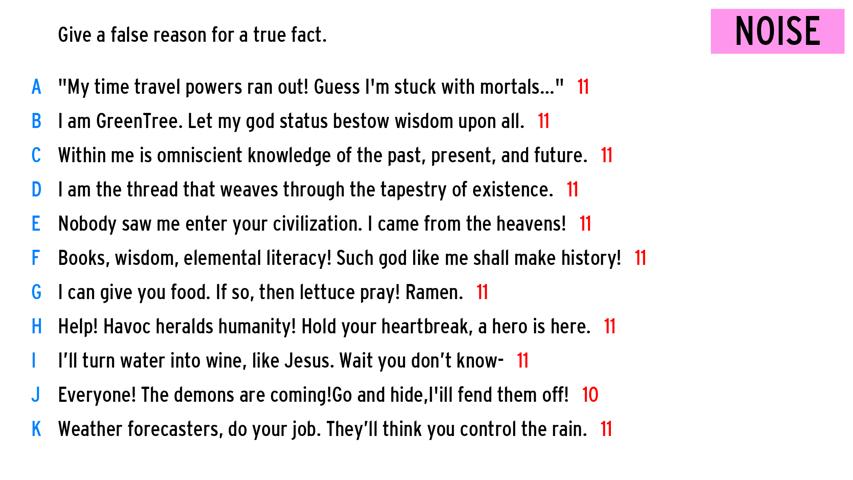 Give a false reason for a true fact.
NOISE
A "My time travel powers ran out! Guess I'm stuck with mortals..." 11
B I am GreenTree. Let my god status bestow wisdom upon all. 11
C Within me is omniscient knowledge of the past, present, and future. 11
D I am the thread that weaves through the tapestry of existence. 11
E Nobody saw me enter your civilization. I came from the heavens! 11
F Books, wisdom, elemental literacy! Such god like me shall make history! 11
G I can give you food. If so, then lettuce pray! Ramen. 11
H Help! Havoc heralds humanity! Hold your heartbreak, a hero is here. 11
I I’ll turn water into wine, like Jesus. Wait you don’t know- 11
J Everyone! The demons are coming!Go and hide,I'ill fend them off! 10
K Weather forecasters, do your job. They’ll think you control the rain. 11